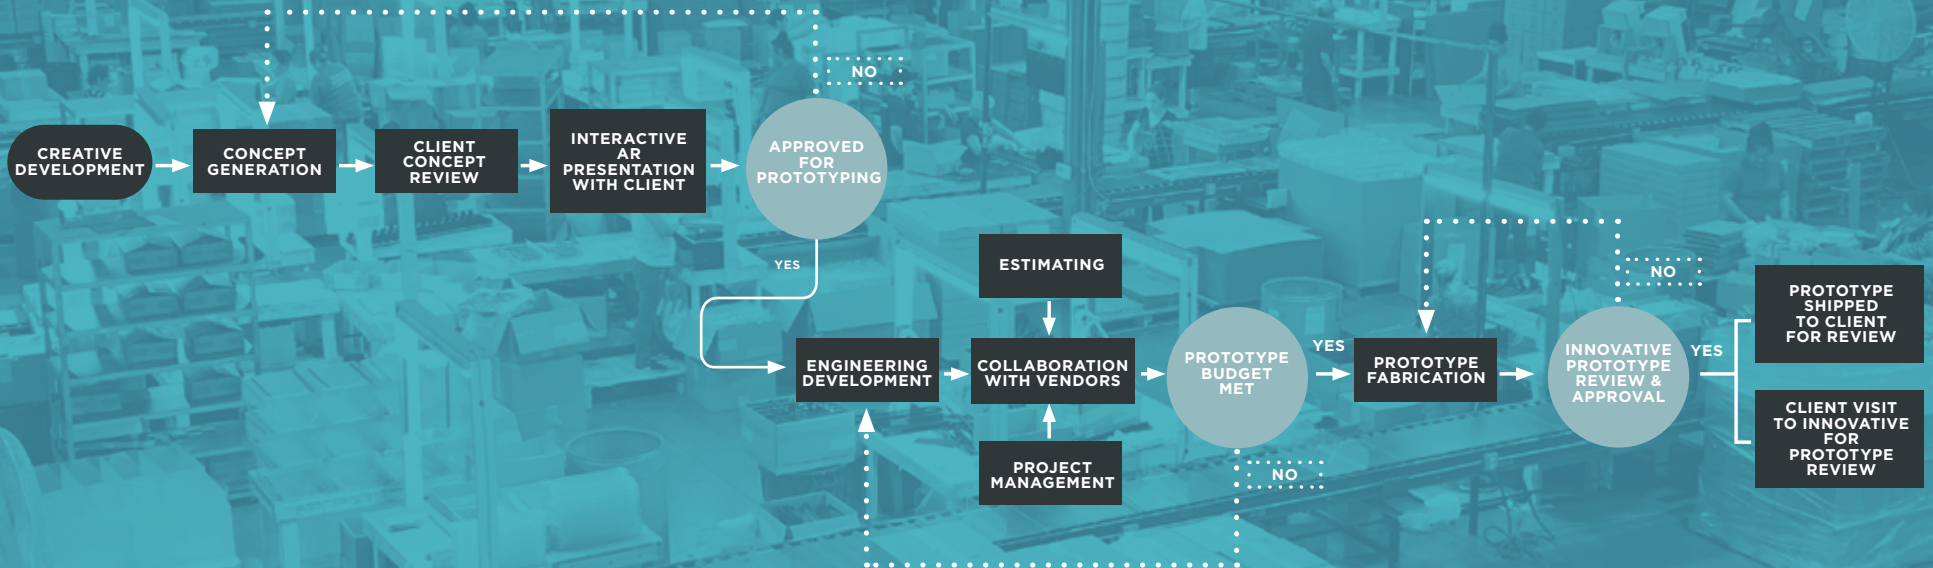 NO
CREATIVE
DEVELOPMENT
CONCEPT
GENERATION
CLIENT
CONCEPT
REVIEW
INTERACTIVE
AR
PRESENTATION
WITH CLIENT
APPROVED
FOR
PROTOTYPING
YES
ESTIMATING
ENGINEERING
DEVELOPMENT
COLLABORATION
WITH VENDORS
PROJECT
MANAGEMENT
PROTOTYPE
BUDGET
MET
YES
NO
PROTOTYPE
FABRICATION
NO
INNOVATIVE
PROTOTYPE
REVIEW &
APPROVAL
YES
PROTOTYPE
SHIPPED
TO CLIENT
FOR REVIEW
CLIENT VISIT
TO INNOVATIVE
FOR
PROTOTYPE
REVIEW